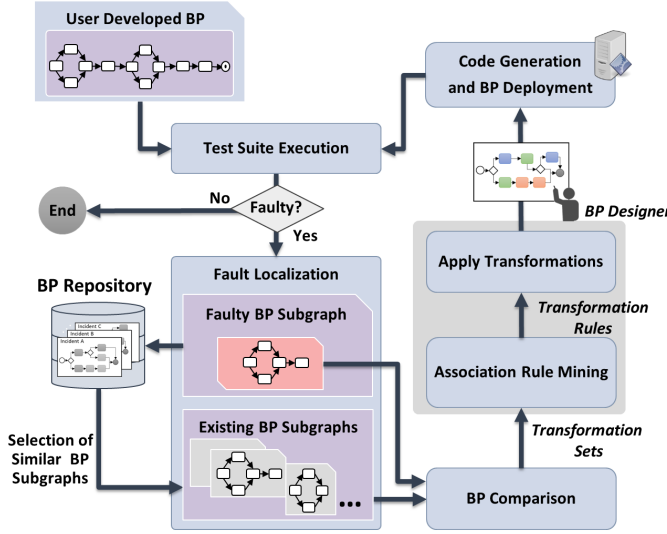 User Developed BP
Code Generation
and BP Deployment
Test Suite Execution
No
Faulty?
End
Yes
BP Designer
Fault Localization
Apply Transformations
BP Repository
Faulty BP Subgraph
Transformation
Rules
Incident C
Incident B
Incident A
Association Rule Mining
Existing BP Subgraphs
Selection of
Similar BP
Subgraphs
Transformation
Sets
BP Comparison
...